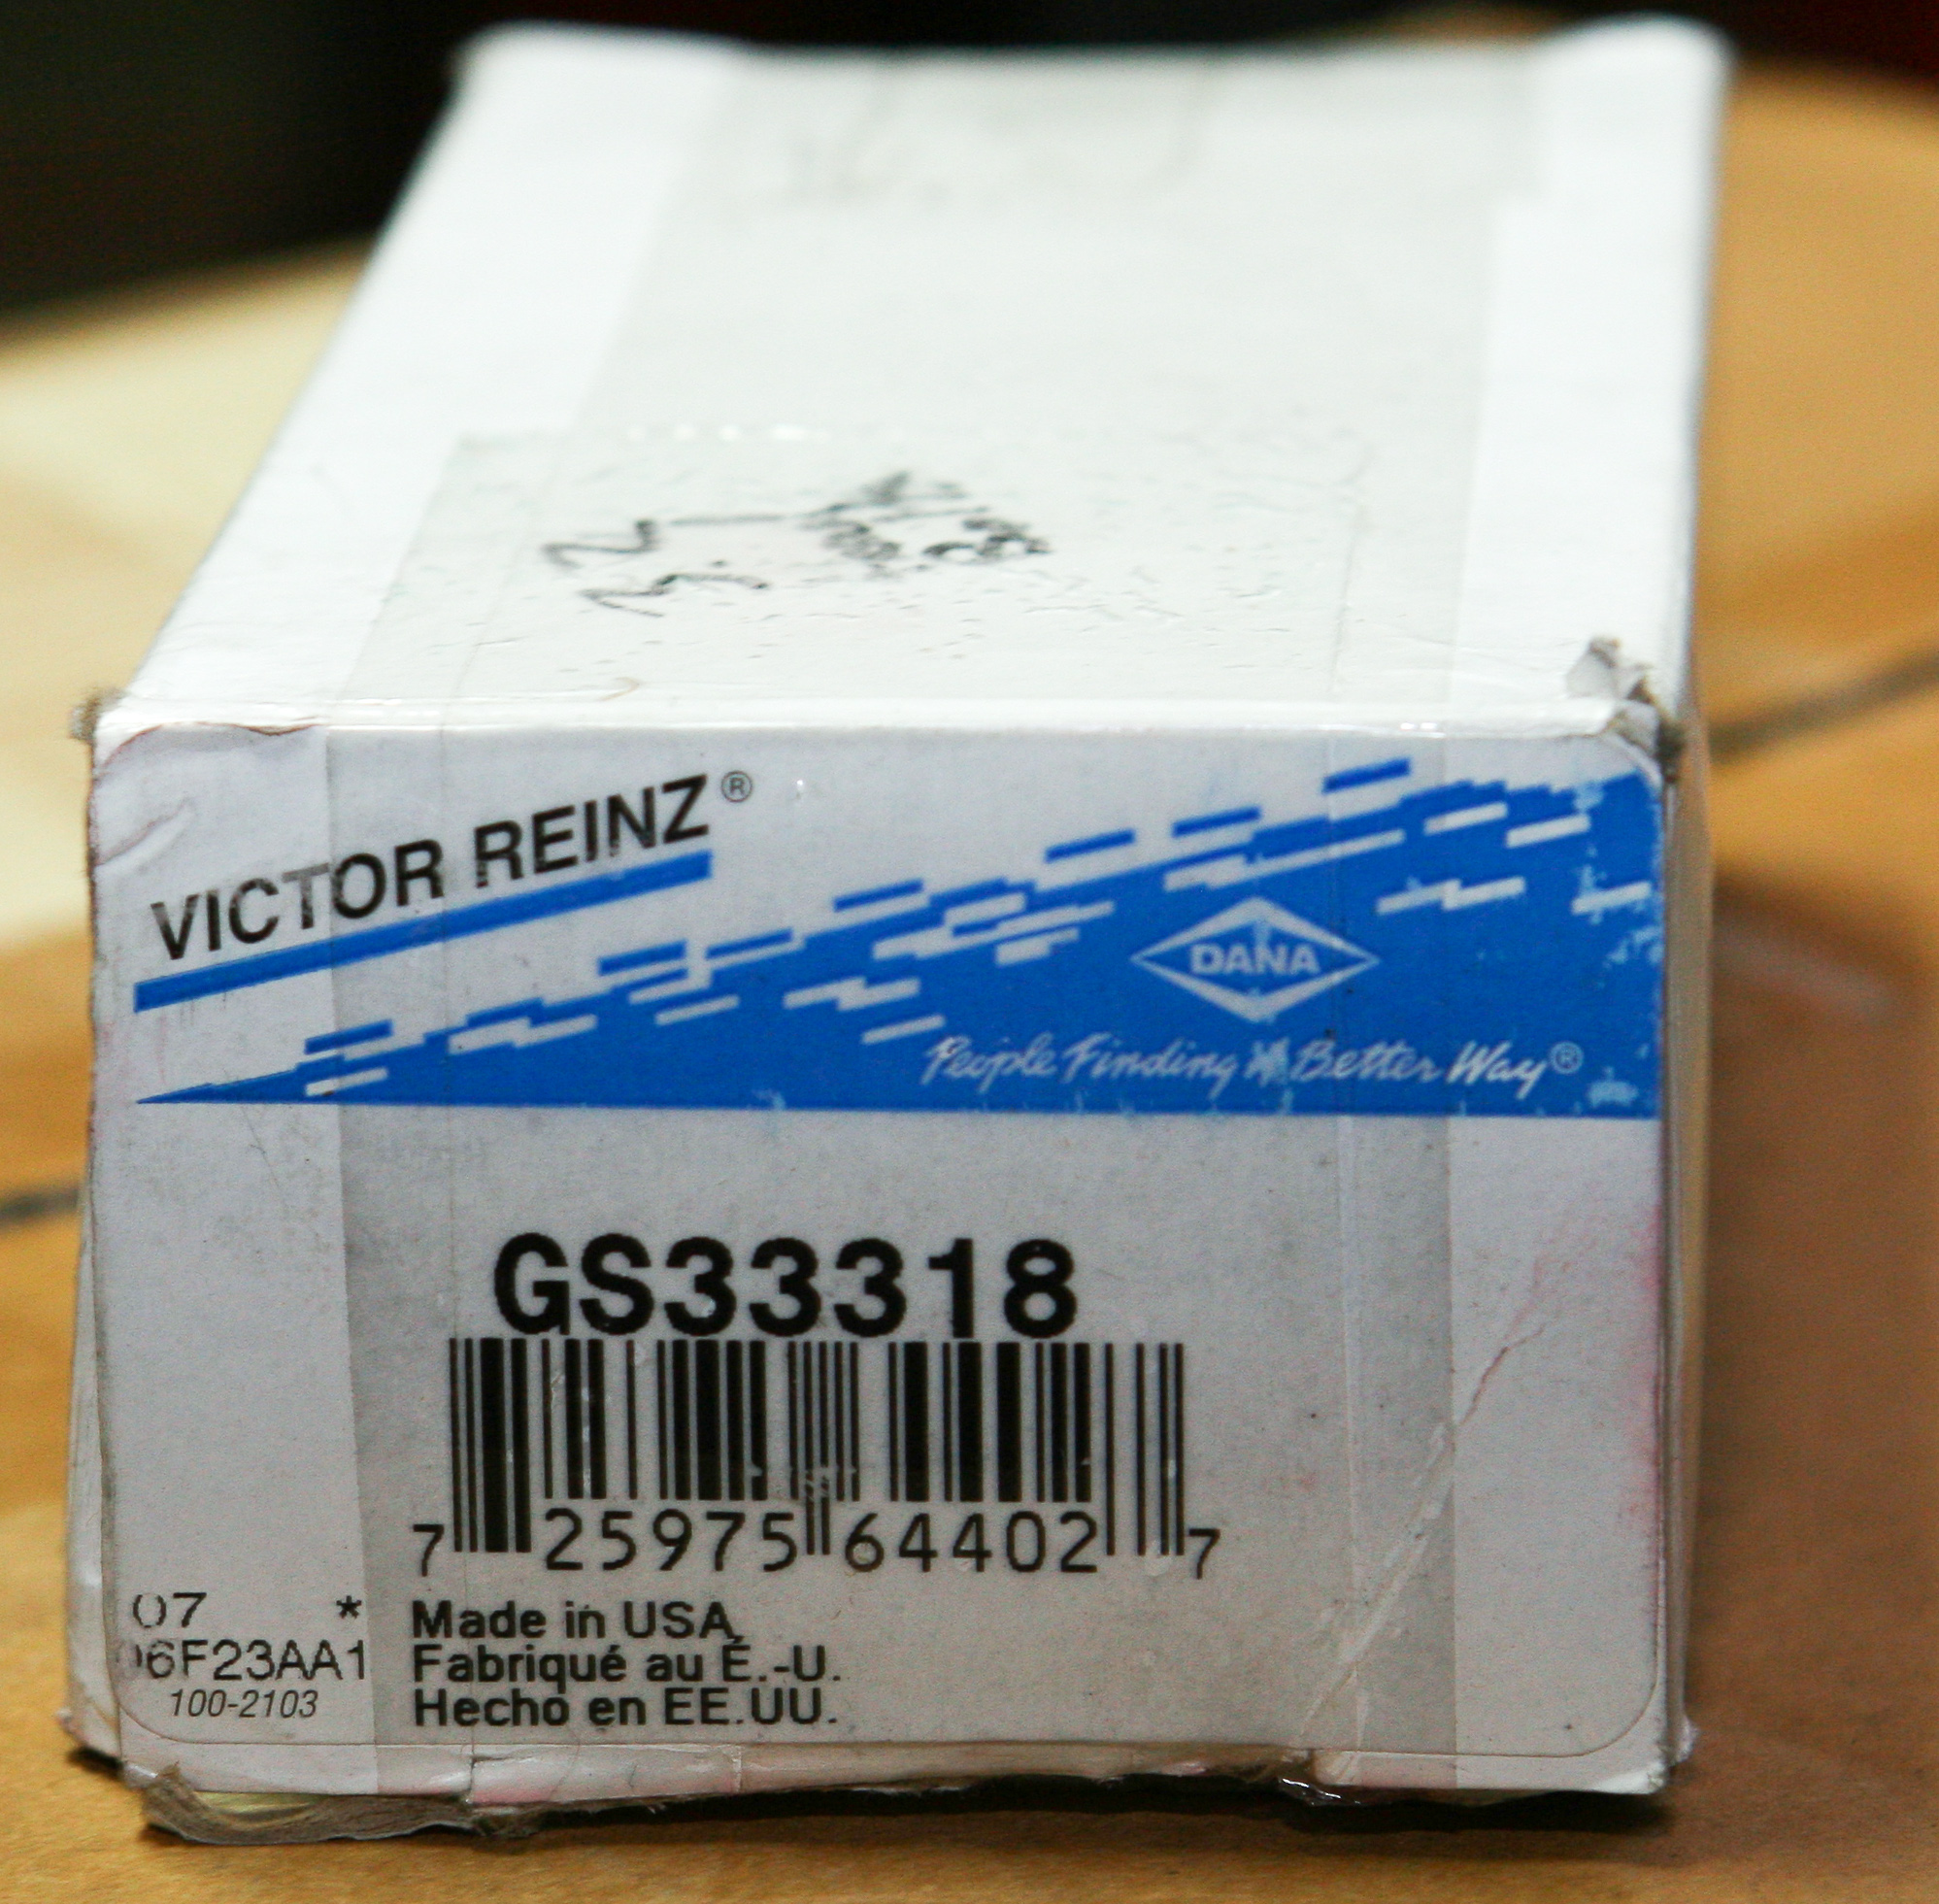 VICTOR REINZ®
DANA
People Finding A Better Way®
GS33318
7 25975 64402 7
07 *
06F23AA1
100-2103
Made in USA
Fabriqué au É.-U.
Hecho en EE.UU.